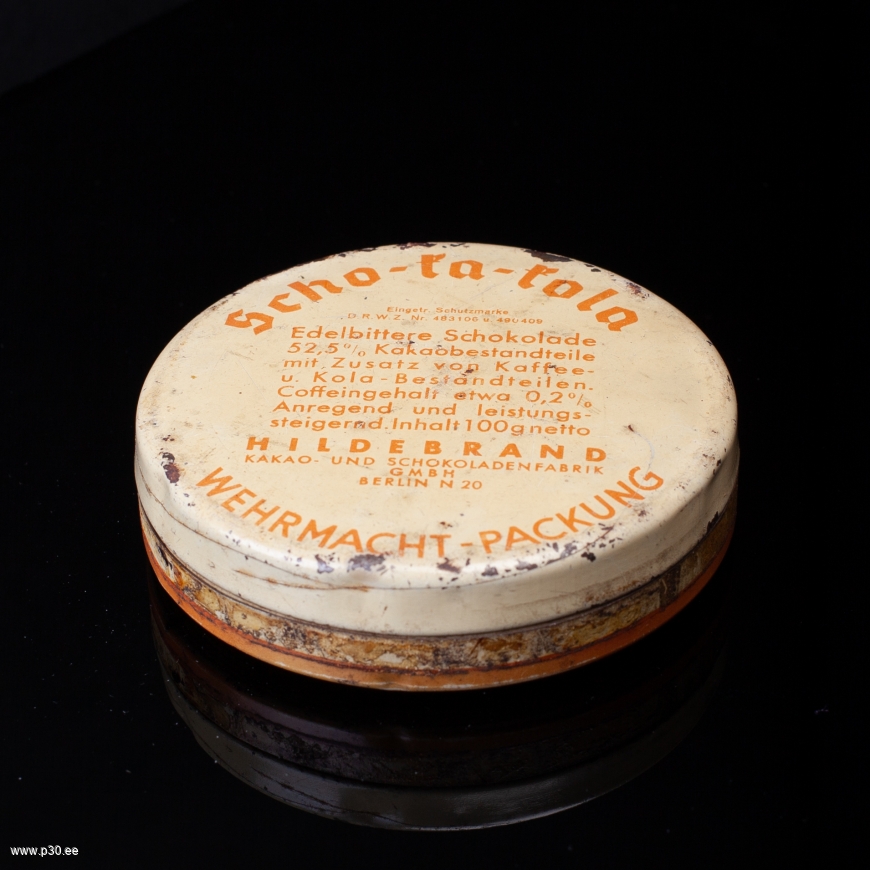 Scho-ka-kola
Eingetr. Schutzmarke
D.R.W.Z. Nr. 483106 u. 490409
Edelbittere Schokolade
52,5% Kakaobestandteile
mit Zusatz von Kaffee-
u. Kola-Bestandteilen.
Coffeingehalt etwa 0,2%
Anregend und leistungs-
steigernd. Inhalt 100g netto
HILDEBRAND
KAKAO- UND SCHOKOLADENFABRIK
GMBH
BERLIN N 20
WEHRMACHT-PACKUNG
www.p30.ee